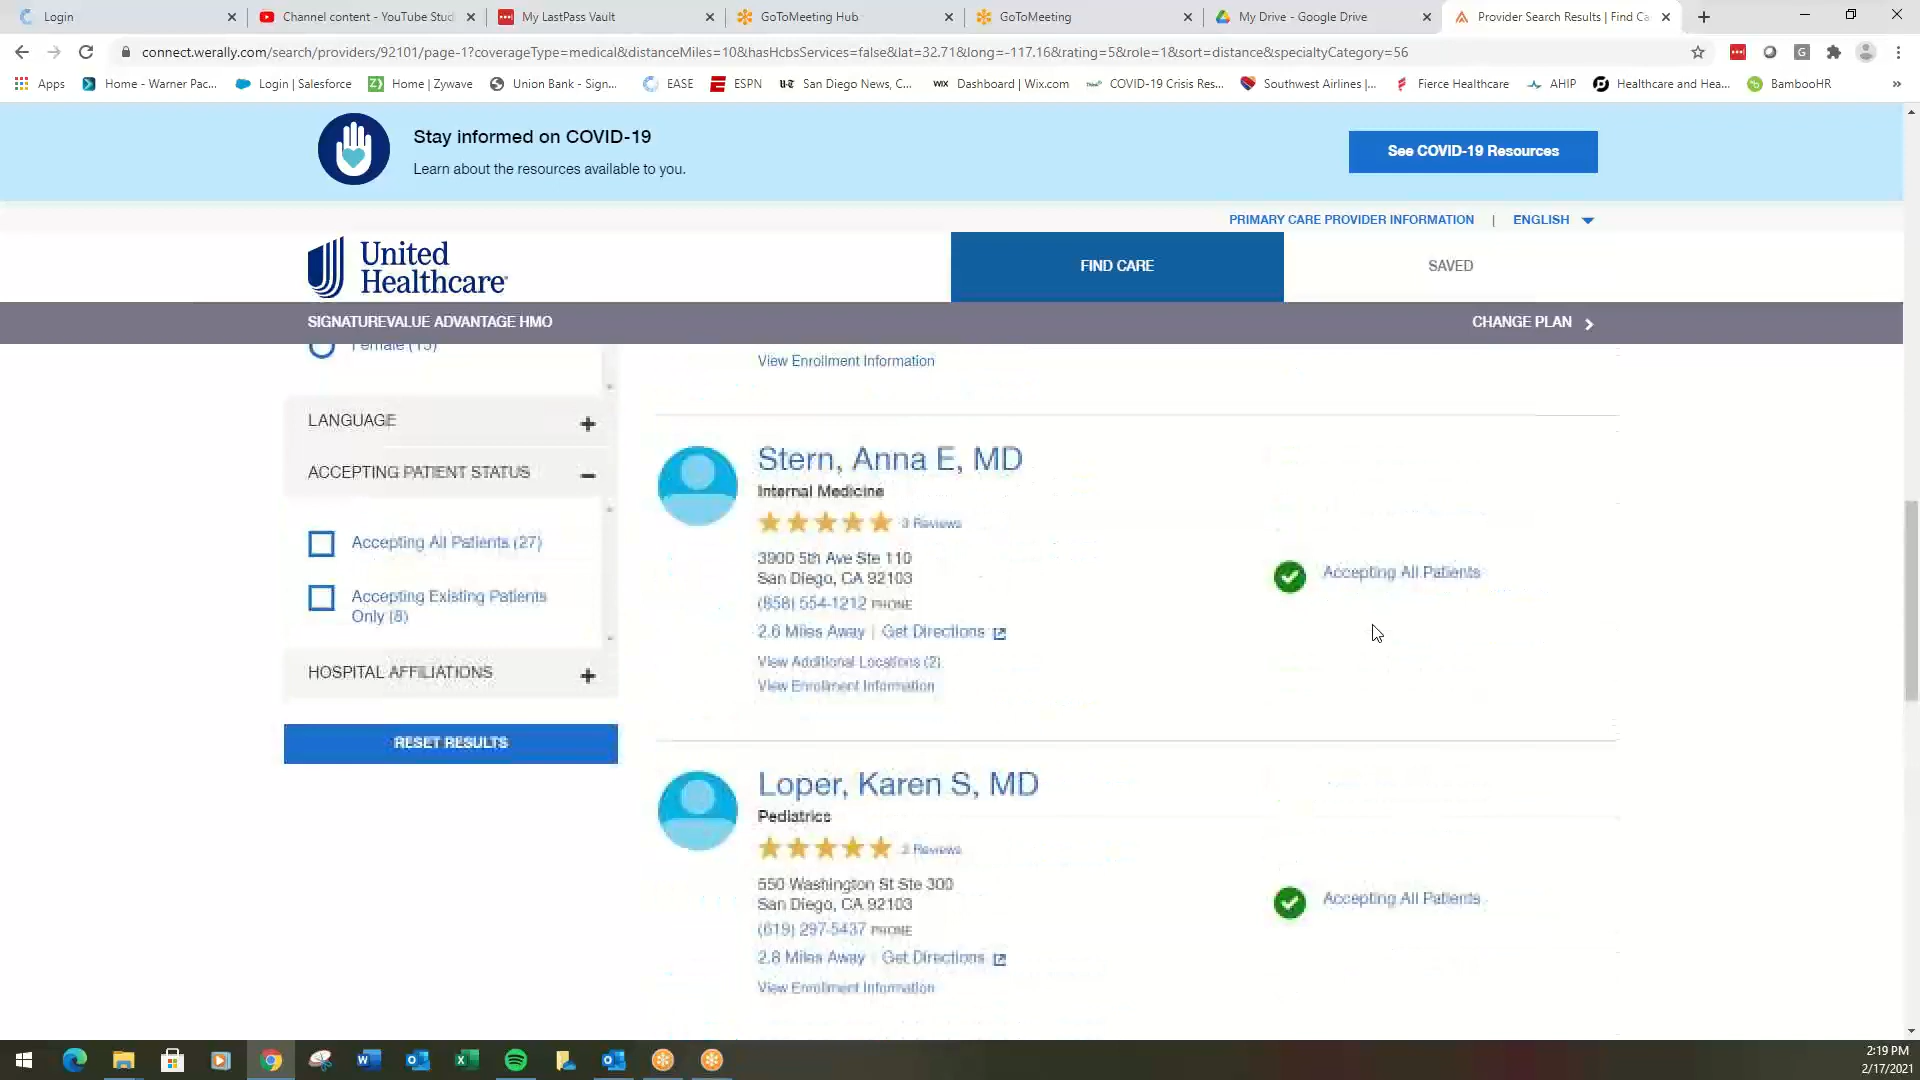 Login
Channel content - YouTube Stud
My LastPass Vault
GoToMeeting Hub
GoToMeeting
My Drive - Google Drive
Provider Search Results | Find Ca
connect.werally.com/search/providers/92101/page-1?coverageType=medical&distanceMiles=10&hasHcbsServices=false&lat=32.71&long=-117.16&rating=5&role=1&sort=distance&specialtyCategory=56
Apps
Home - Warner Pac...
Login | Salesforce
Home | Zywave
Union Bank - Sign...
EASE
ESPN
San Diego News, C...
Dashboard | Wix.com
COVID-19 Crisis Res...
Southwest Airlines |...
Fierce Healthcare
AHIP
Healthcare and Hea...
BambooHR
Stay informed on COVID-19
Learn about the resources available to you.
See COVID-19 Resources
PRIMARY CARE PROVIDER INFORMATION | ENGLISH
United
Healthcare
FIND CARE
SAVED
SIGNATUREVALUE ADVANTAGE HMO
CHANGE PLAN
Female (15)
View Enrollment Information
LANGUAGE
ACCEPTING PATIENT STATUS
Accepting All Patients (27)
Accepting Existing Patients
Only (8)
HOSPITAL AFFILIATIONS
RESET RESULTS
Stern, Anna E, MD
Internal Medicine
3 Reviews
3900 5th Ave Ste 110
San Diego, CA 92103
(858) 554-1212 PHONE
2.6 Miles Away | Get Directions
View Additional Locations (2)
View Enrollment Information
Accepting All Patients
Loper, Karen S, MD
Pediatrics
Reviews
550 Washington St Ste 300
San Diego, CA 92103
(619) 297-5437 PHONE
2.8 Miles Away Get Directions
View Enrollment Information
Accepting All Patients
2:19 PM
2/17/2021